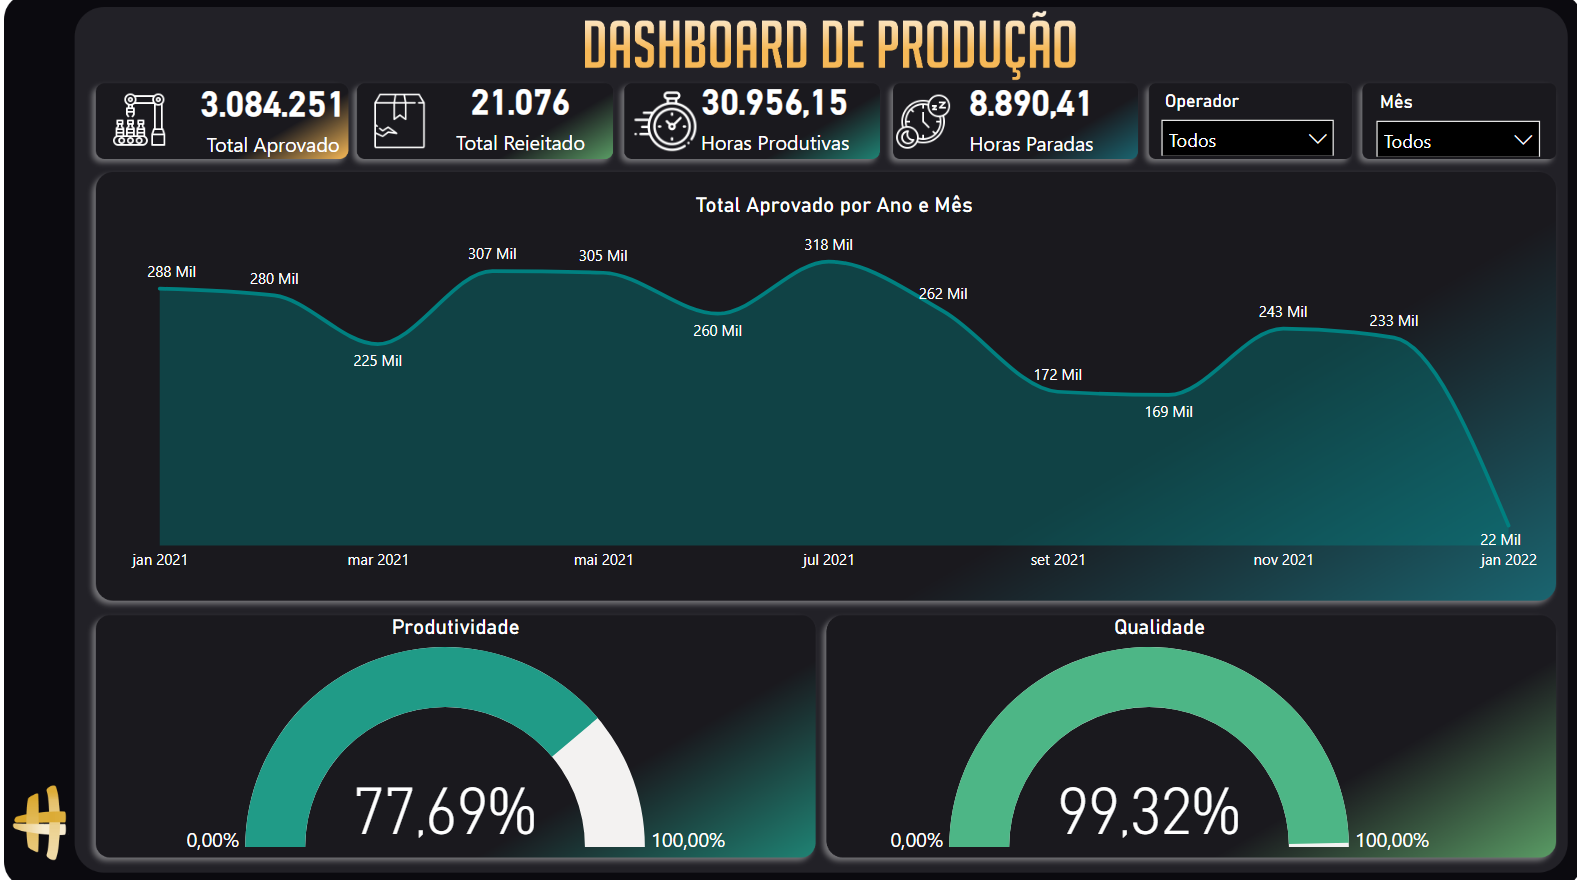 DASHBOARD DE PRODUÇÃO
3.084.251
Total Aprovado
21.076
Total Rejeitado
30.956,15
Horas Produtivas
8.890,41
Horas Paradas
Operador
Todos
Mês
Todos
Total Aprovado por Ano e Mês
288 Mil
280 Mil
225 Mil
307 Mil
305 Mil
260 Mil
318 Mil
262 Mil
172 Mil
169 Mil
243 Mil
233 Mil
22 Mil
jan 2021
mar 2021
mai 2021
jul 2021
set 2021
nov 2021
jan 2022
Produtividade
77,69%
0,00%
100,00%
Qualidade
99,32%
0,00%
100,00%